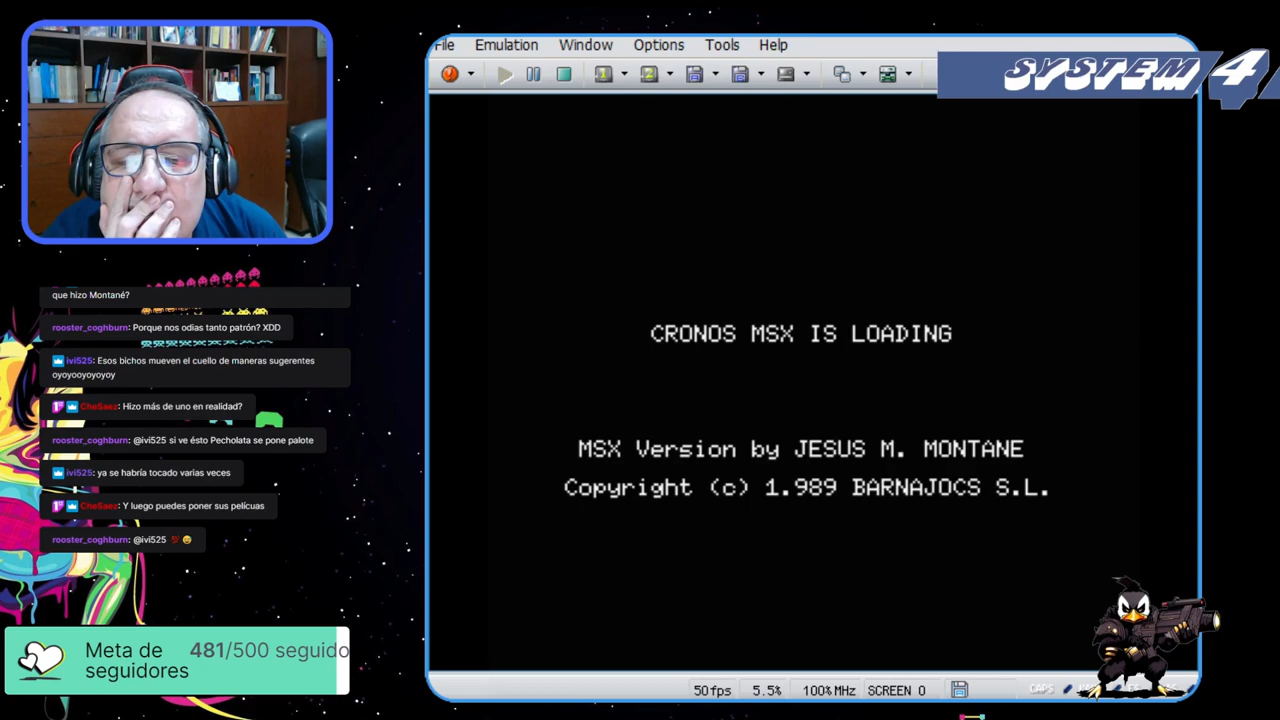 File Emulation Window Options Tools Help
SYSTEM 4
CRONOS MSX IS LOADING
MSX Version by JESUS M. MONTANE
Copyright (c) 1.989 BARNAJOCS S.L.
50fps 5.5% 100%MHz SCREEN 0
que hizo Montané?
rooster_coghburn: Porque nos odias tanto patrón? XDD
ivi525: Esos bichos mueven el cuello de maneras sugerentes
oyoyooyoyoyoy
CheSaez: Hizo más de uno en realidad?
rooster_coghburn: @ivi525 si ve ésto Pecholata se pone palote
ivi525: ya se habría tocado varias veces
CheSaez: Y luego puedes poner sus pelícuas
rooster_coghburn: @ivi525 💯 😅
Meta de
seguidores
481/500 seguido